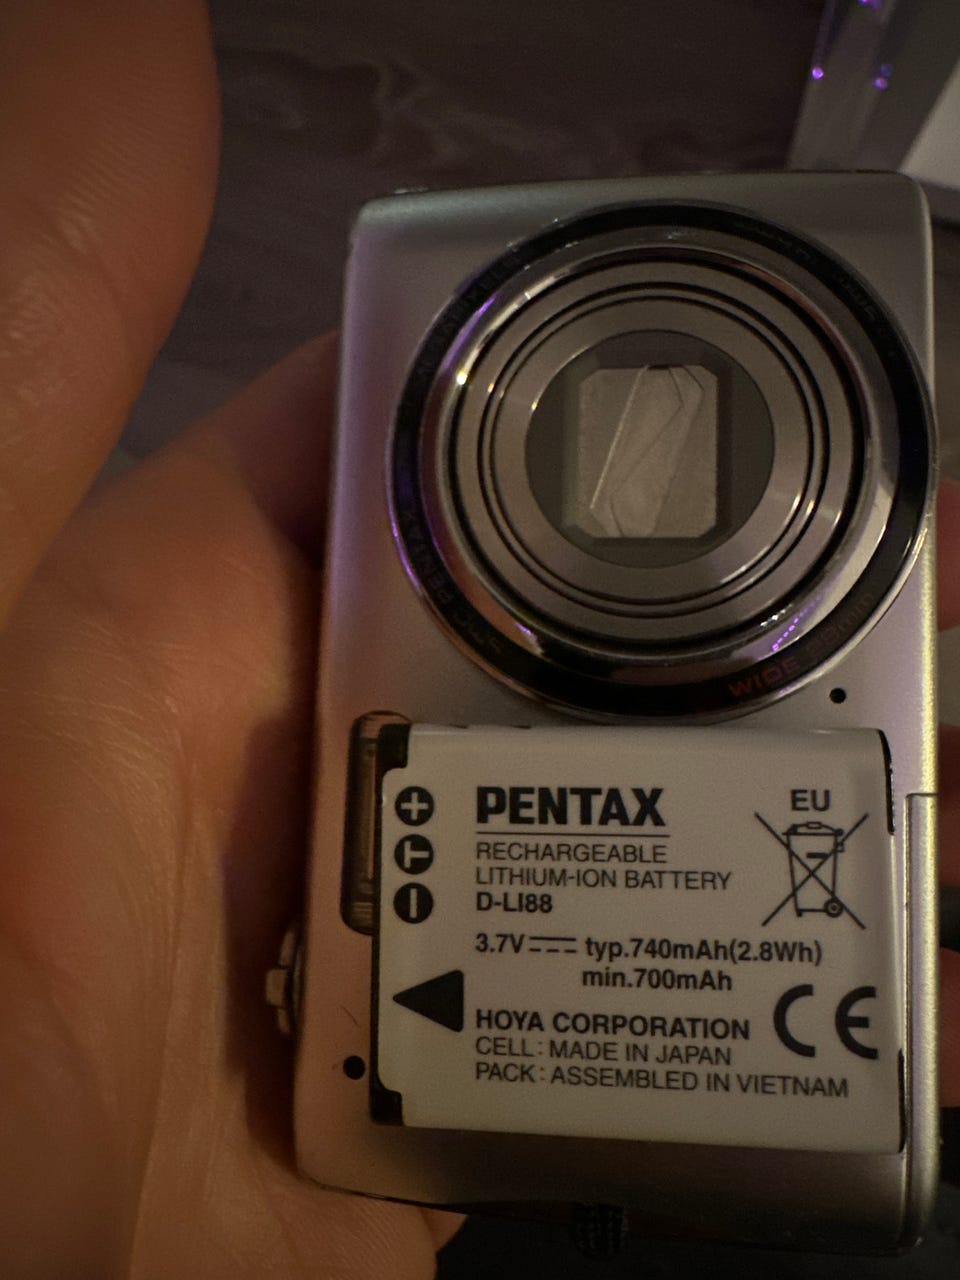 PENTAX
WIDE
PENTAX
EU
RECHARGEABLE
LITHIUM-ION BATTERY
D-LI88
3.7V typ.740mAh(2.8Wh)
min.700mAh
HOYA CORPORATION
CELL : MADE IN JAPAN
PACK : ASSEMBLED IN VIETNAM
CE